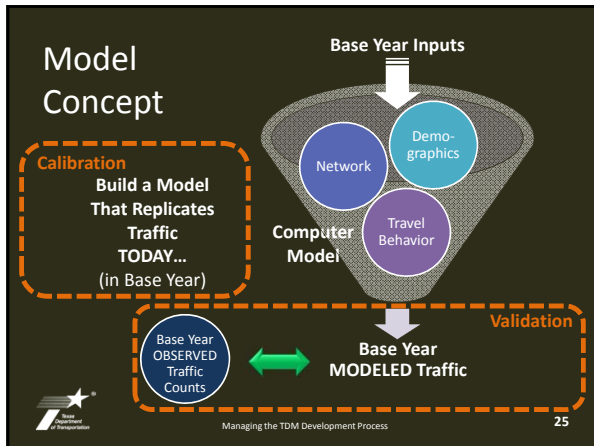 Model
Concept
Base Year Inputs
Network
Demo-
graphics
Travel
Behavior
Computer
Model
Calibration
Build a Model
That Replicates
Traffic
TODAY...
(in Base Year)
Validation
Base Year
OBSERVED
Traffic
Counts
Base Year
MODELED Traffic
®
Texas
Department
of Transportation
Managing the TDM Development Process
25